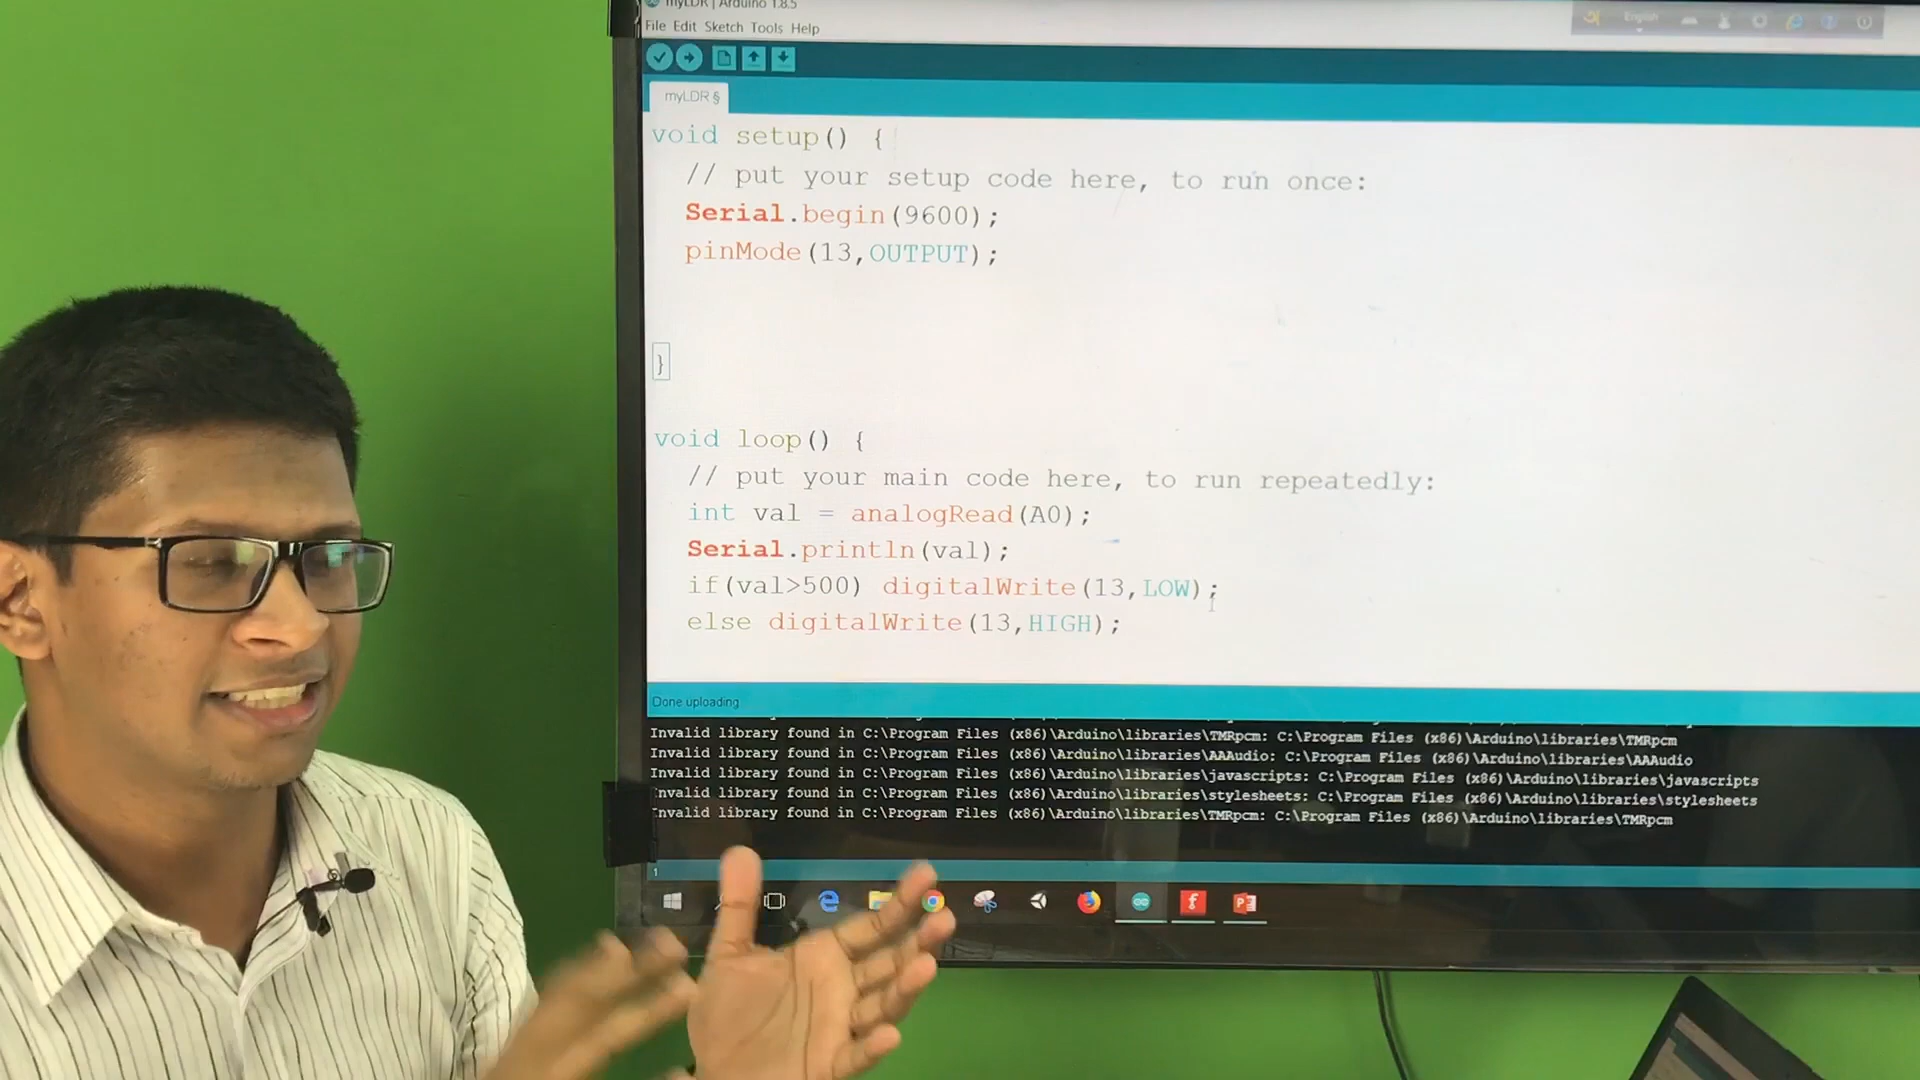 myLDR | Arduino 1.8.5
English
File Edit Sketch Tools Help
myLDR §
void setup() {
// put your setup code here, to run once:
Serial.begin(9600);
pinMode(13,OUTPUT);
}
void loop() {
// put your main code here, to run repeatedly:
int val = analogRead(A0);
Serial.println(val);
if(val>500) digitalWrite(13,LOW);
else digitalWrite(13,HIGH);
Done uploading
Invalid library found in C:\Program Files (x86)\Arduino\libraries\TMRpcm: C:\Program Files (x86)\Arduino\libraries\TMRpcm
Invalid library found in C:\Program Files (x86)\Arduino\libraries\AAAudio: C:\Program Files (x86)\Arduino\libraries\AAAudio
Invalid library found in C:\Program Files (x86)\Arduino\libraries\javascripts: C:\Program Files (x86)\Arduino\libraries\javascripts
Invalid library found in C:\Program Files (x86)\Arduino\libraries\stylesheets: C:\Program Files (x86)\Arduino\libraries\stylesheets
Invalid library found in C:\Program Files (x86)\Arduino\libraries\TMRpcm: C:\Program Files (x86)\Arduino\libraries\TMRpcm
1